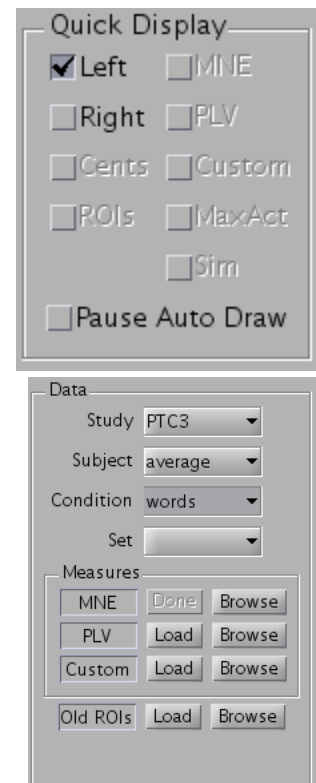 Quick Display
Left MNE
Right PLV
Cents Custom
ROIs MaxAct
Sim
Pause Auto Draw
Data
Study PTC3
Subject average
Condition words
Set
Measures
MNE Done Browse
PLV Load Browse
Custom Load Browse
Old ROIs Load Browse